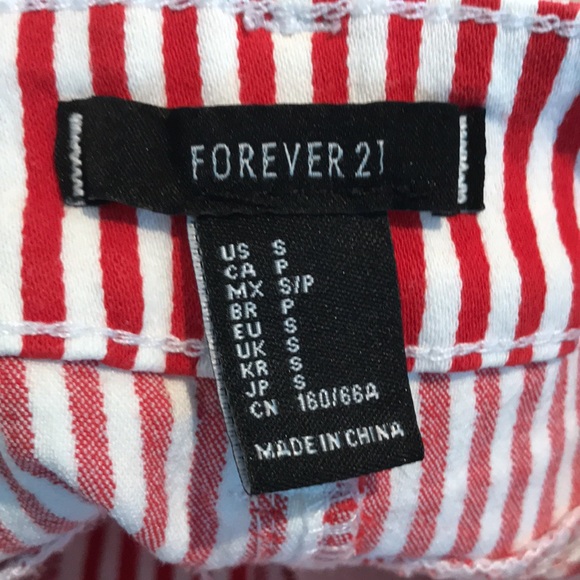 FOREVER 21
US S
CA P
MX S/P
BR P
EU S
UK S
KR S
JP S
CN 160/66A
MADE IN CHINA